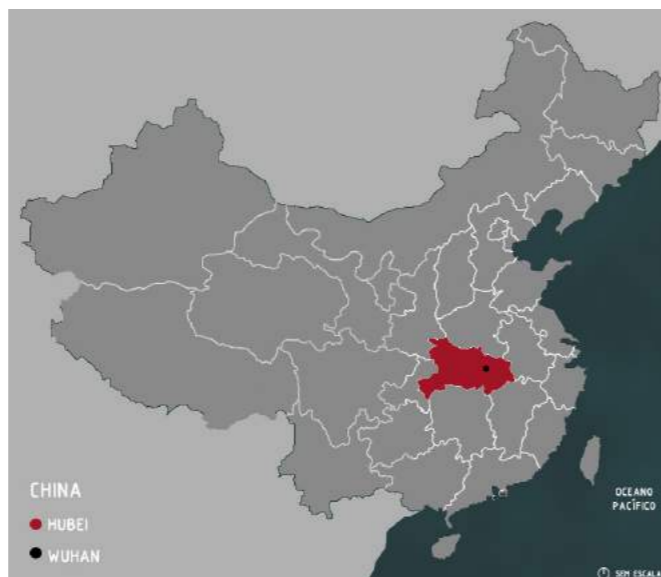 CHINA
HUBEI
WUHAN
OCEANO
PACÍFICO
SEM ESCALA